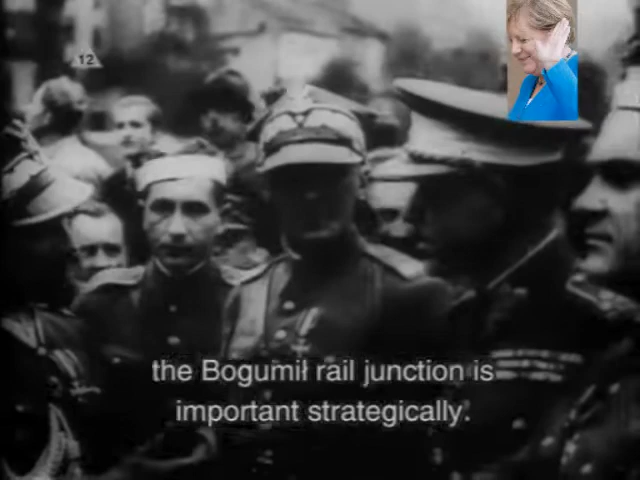 12
the Bogumił rail junction is
important strategically.